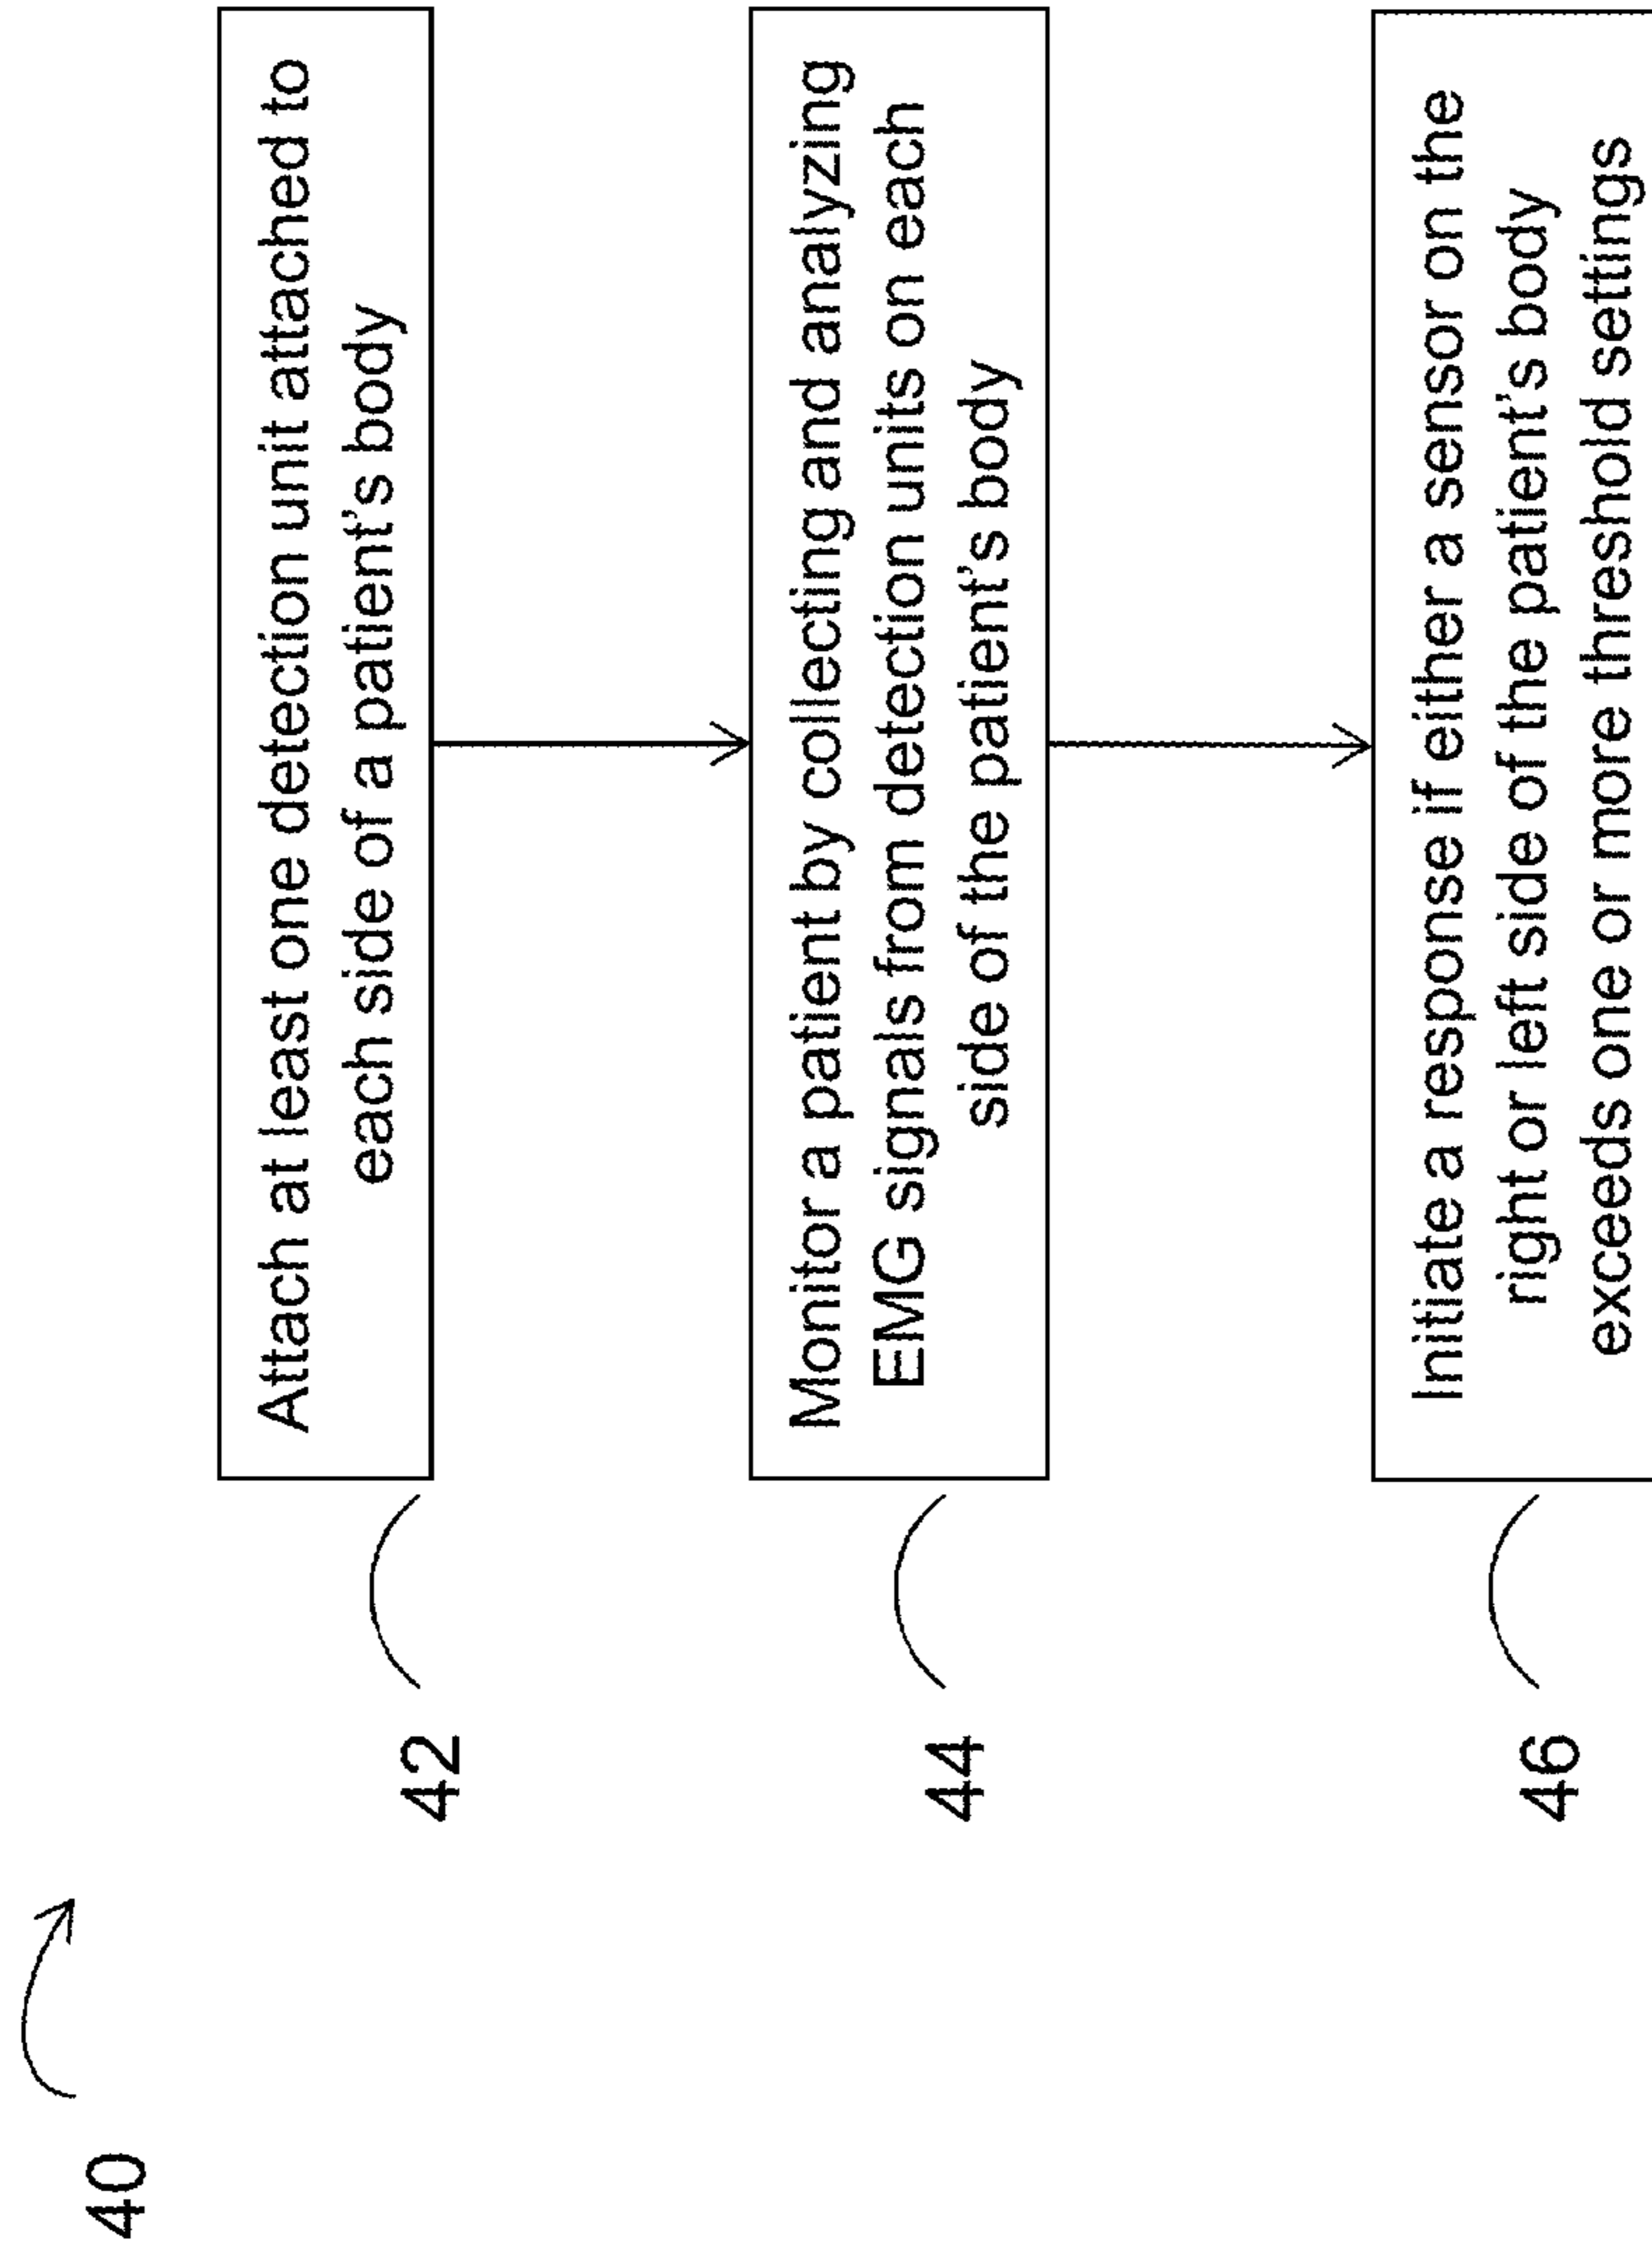 40
42
Attach at least one detection unit attached to
each side of a patient's body
44
Monitor a patient by collecting and analyzing
EMG signals from detection units on each
side of the patient's body
46
Initiate a response if either a sensor on the
right or left side of the patient's body
exceeds one or more threshold settings